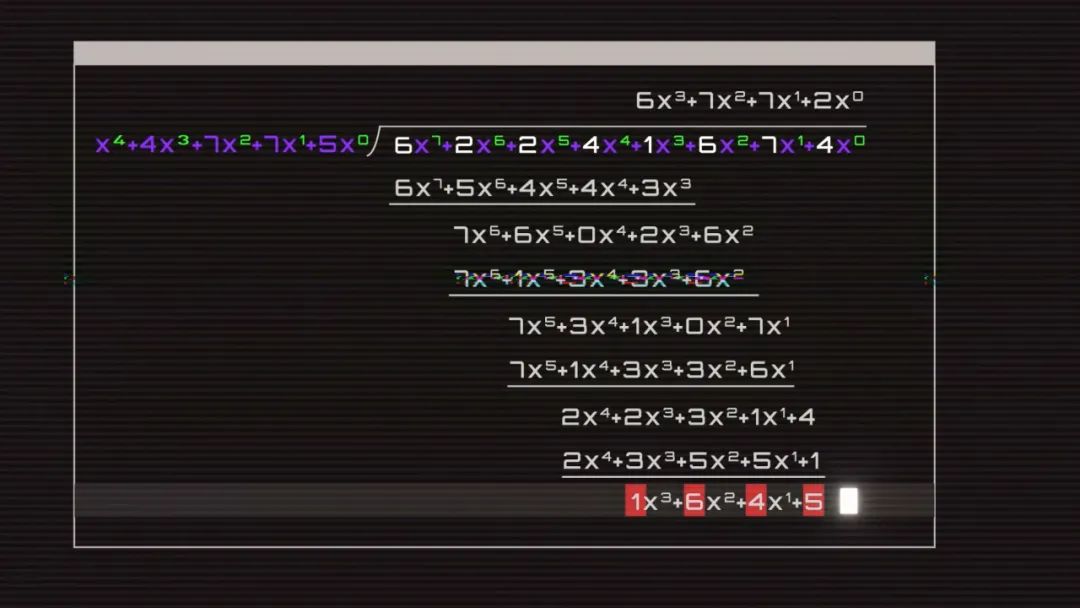 6x³+7x²+7x¹+2x⁰
x⁴+4x³+7x²+7x¹+5x⁰ 6x⁷+2x⁶+2x⁵+4x⁴+1x³+6x²+7x¹+4x⁰
6x⁷+5x⁶+4x⁵+4x⁴+3x³
7x⁶+6x⁵+0x⁴+2x³+6x²
7x⁶+1x⁵+3x⁴+3x³+6x²
7x⁵+3x⁴+1x³+0x²+7x¹
7x⁵+1x⁴+3x³+3x²+6x¹
2x⁴+2x³+3x²+1x¹+4
2x⁴+3x³+5x²+5x¹+1
1x³+6x²+4x¹+5